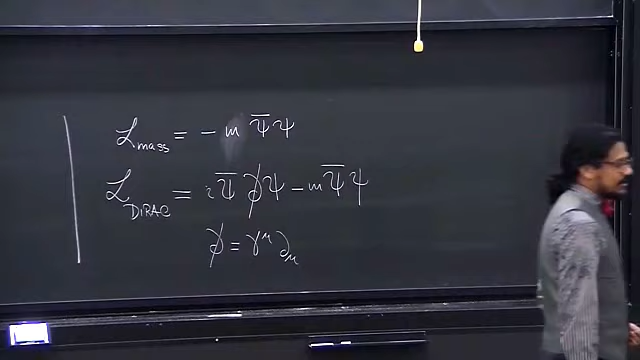 ℒ_mass = − m Ψ̅ Ψ
ℒ_DIRAC = i Ψ̅ ∂̸ Ψ − m Ψ̅ Ψ
∂̸ = γ^μ ∂_μ